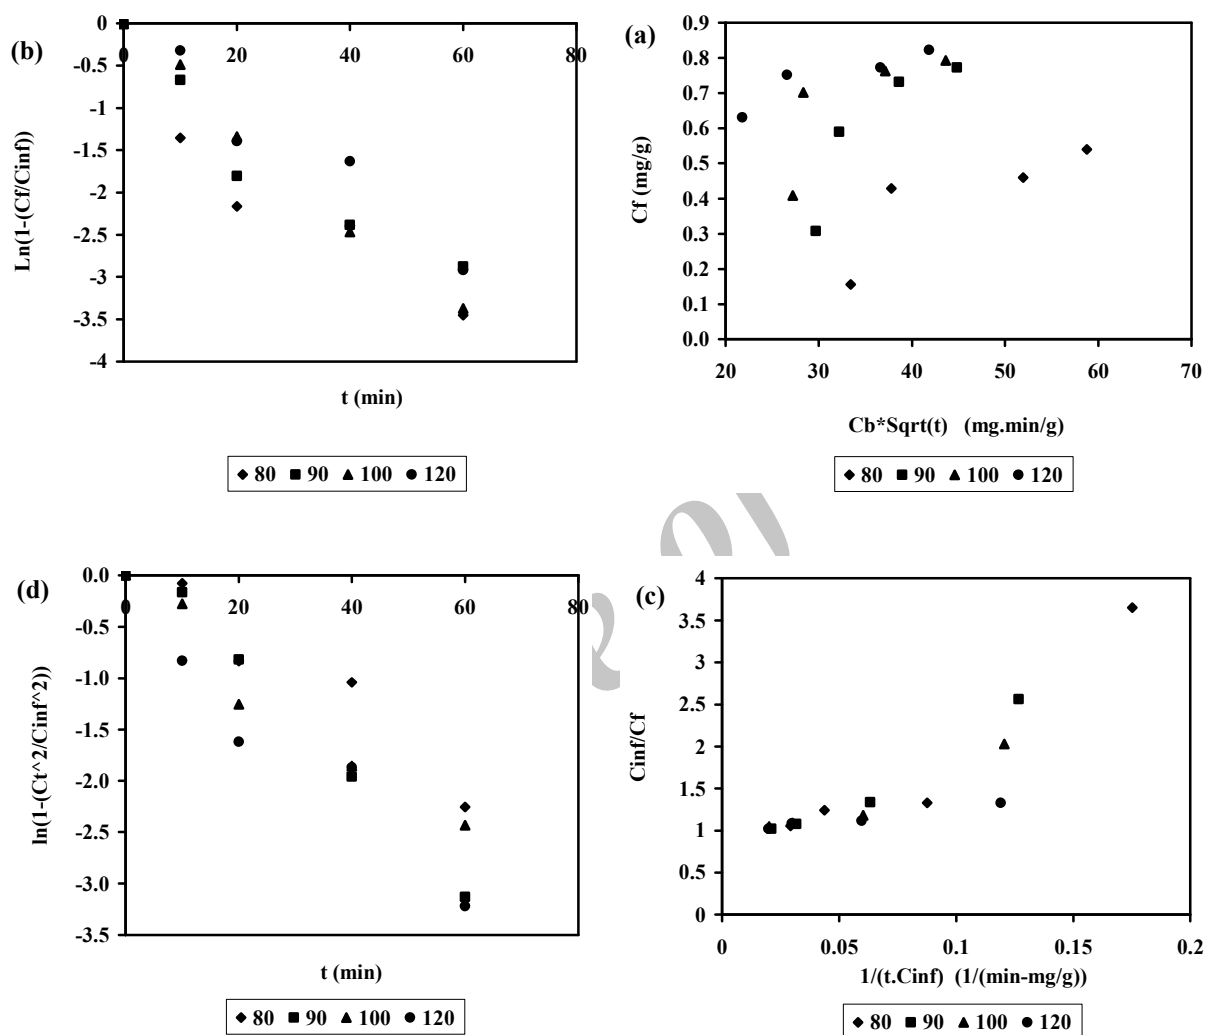 (b)
0
-0.5
-1
-1.5
-2
-2.5
-3
-3.5
-4
0 20 40 60 80
Ln(1-(Cf/Cinf))
t (min)
80 90 100 120
(a)
0.9
0.8
0.7
0.6
0.5
0.4
0.3
0.2
0.1
0.0
20 30 40 50 60 70
Cf (mg/g)
Cb*Sqrt(t) (mg.min/g)
80 90 100 120
(d)
0.0
-0.5
-1.0
-1.5
-2.0
-2.5
-3.0
-3.5
0 20 40 60 80
ln(1-(Ct^2/Cinf^2))
t (min)
80 90 100 120
(c)
4
3.5
3
2.5
2
1.5
1
0.5
0
0 0.05 0.1 0.15 0.2
Cinf/Cf
1/(t.Cinf) (1/(min-mg/g))
80 90 100 120